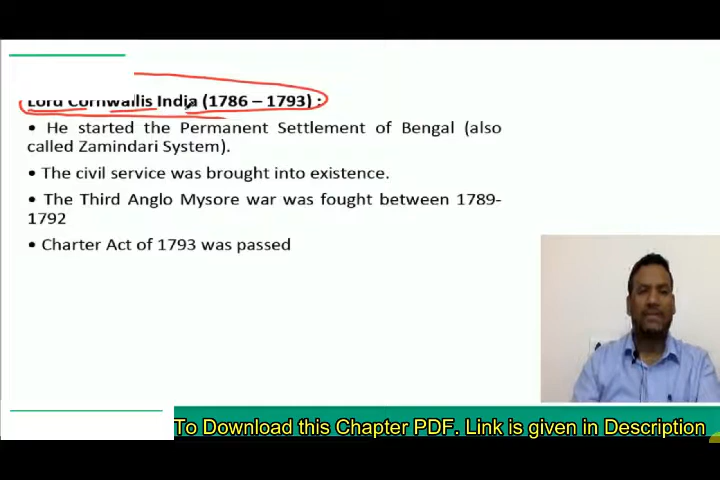 Lord Cornwallis India (1786 – 1793) :
• He started the Permanent Settlement of Bengal (also
called Zamindari System).
• The civil service was brought into existence.
• The Third Anglo Mysore war was fought between 1789-
1792
• Charter Act of 1793 was passed
To Download this Chapter PDF. Link is given in Description